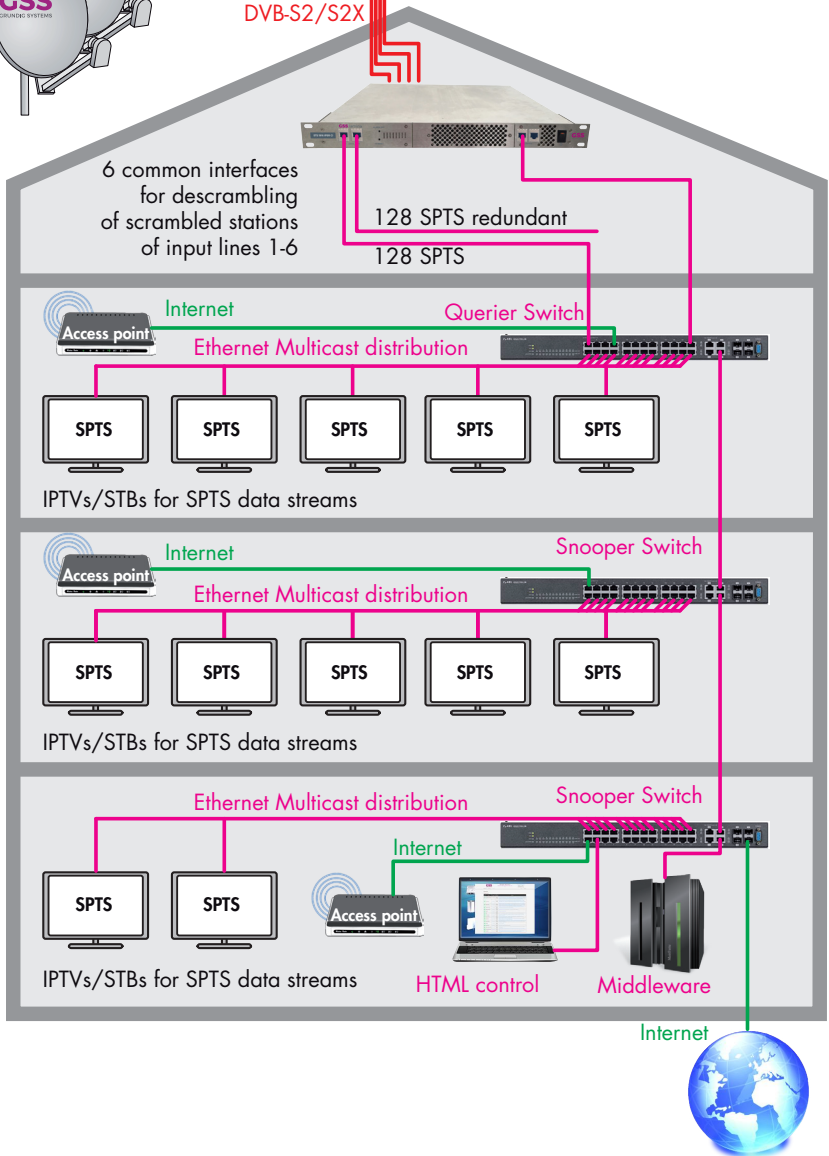 GSS
GRUNDIG SYSTEMS
DVB-S2/S2X
GSS
GSS
6 common interfaces
for descrambling
of scrambled stations
of input lines 1-6
128 SPTS redundant
128 SPTS
Internet
Querier Switch
Access point
Ethernet Multicast distribution
SPTS
SPTS
SPTS
SPTS
SPTS
IPTVs/STBs for SPTS data streams
Internet
Snooper Switch
Access point
Ethernet Multicast distribution
SPTS
SPTS
SPTS
SPTS
SPTS
IPTVs/STBs for SPTS data streams
Ethernet Multicast distribution
Snooper Switch
Internet
SPTS
SPTS
Access point
IPTVs/STBs for SPTS data streams
HTML control
Middleware
Internet